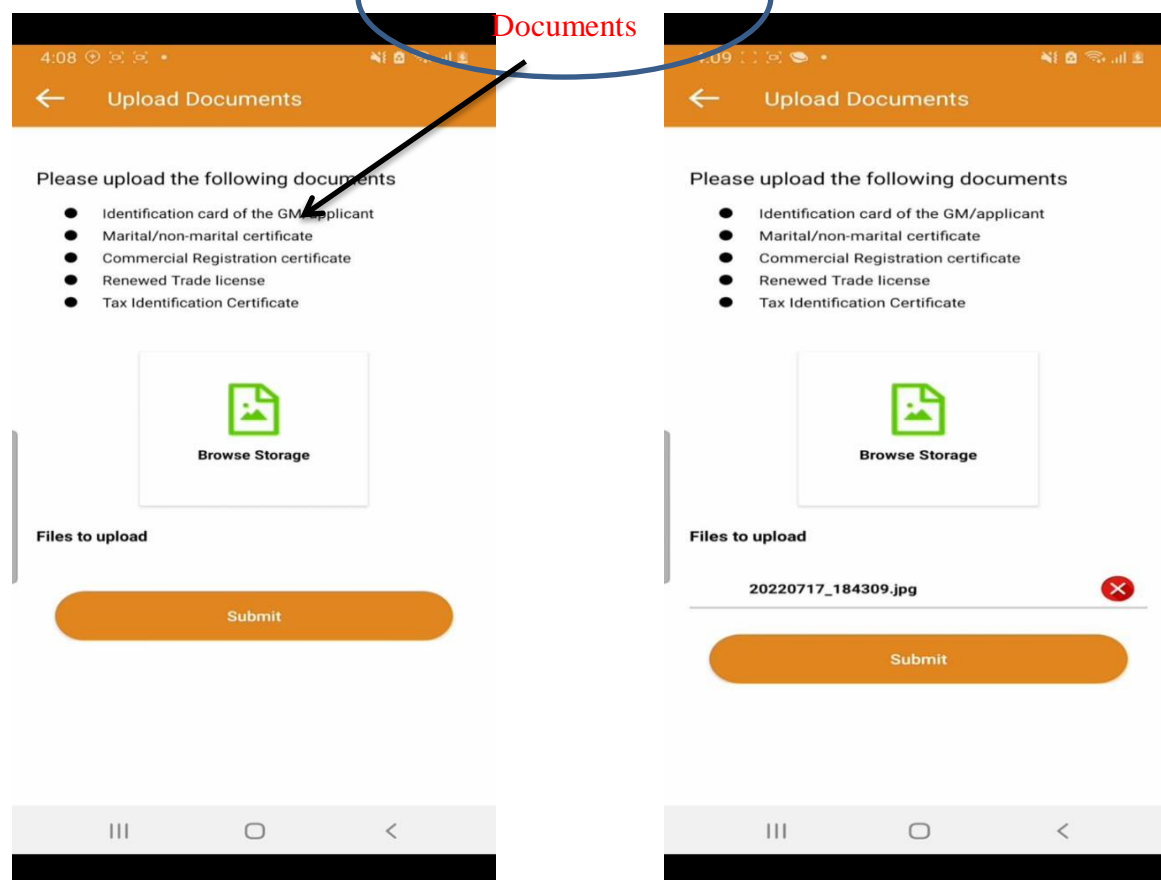 Documents
4:08
Upload Documents
Please upload the following documents
Identification card of the GM/applicant
Marital/non-marital certificate
Commercial Registration certificate
Renewed Trade license
Tax Identification Certificate
Browse Storage
Files to upload
Submit
4:09
Upload Documents
Please upload the following documents
Identification card of the GM/applicant
Marital/non-marital certificate
Commercial Registration certificate
Renewed Trade license
Tax Identification Certificate
Browse Storage
Files to upload
20220717_184309.jpg
Submit